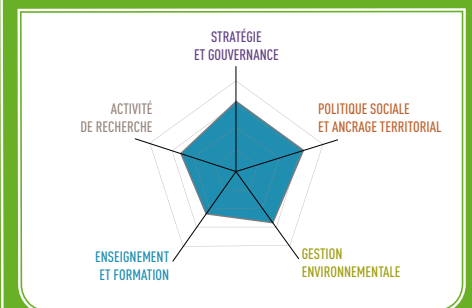 STRATÉGIE
ET GOUVERNANCE
ACTIVITÉ
DE RECHERCHE
POLITIQUE SOCIALE
ET ANCRAGE TERRITORIAL
ENSEIGNEMENT
ET FORMATION
GESTION
ENVIRONNEMENTALE